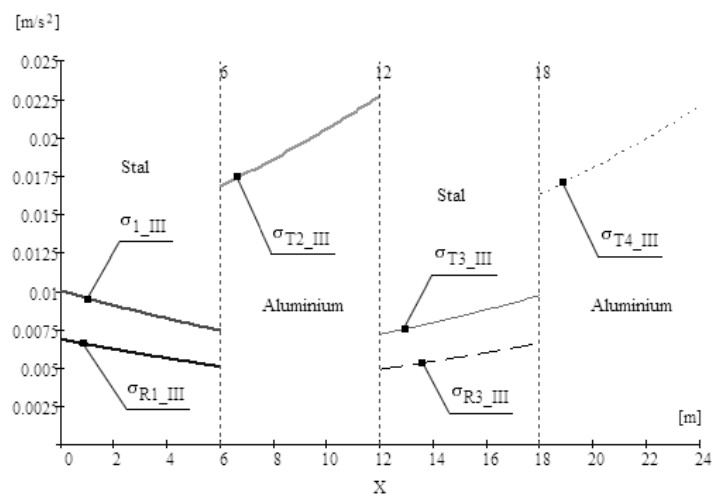 [m/s²]
0.025
0.0225
0.02
0.0175
0.015
0.0125
0.01
0.0075
0.005
0.0025
6
12
18
Stal
Aluminium
Stal
Aluminium
σ1_III
σR1_III
σT2_III
σT3_III
σR3_III
σT4_III
[m]
0 2 4 6 8 10 12 14 16 18 20 22 24
X